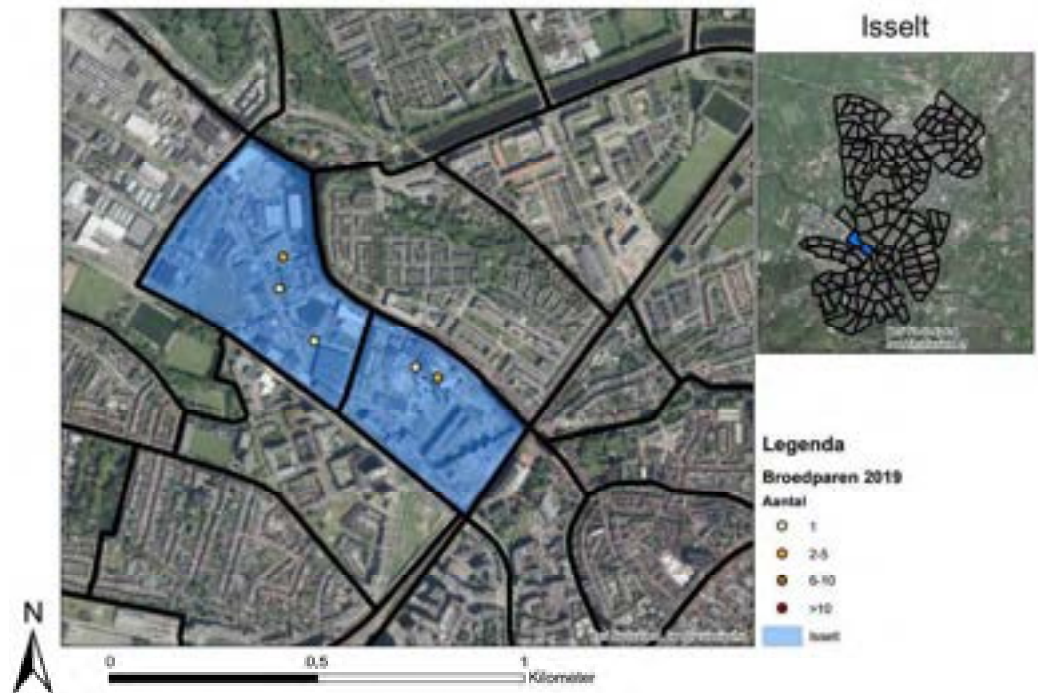 Isselt
Legenda
Broedparen 2019
Aantal
1
2-5
6-10
>10
Isselt
N
0 0,5 1
Kilometer